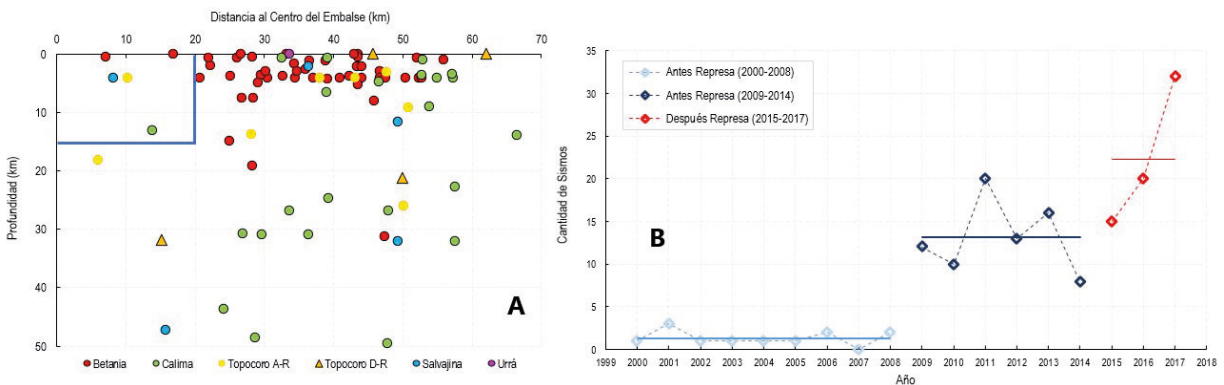 Distancia al Centro del Embalse (km)
0 10 20 30 40 50 60 70
0
10
20
30
40
50
Profundidad (km)
A
Betania Calima Topocoro A-R Topocoro D-R Salvajina Urrá
35
30
25
20
15
10
5
0
Cantidad de Sismos
Antes Represa (2000-2008)
Antes Represa (2009-2014)
Después Represa (2015-2017)
B
1999 2000 2001 2002 2003 2004 2005 2006 2007 2008 2009 2010 2011 2012 2013 2014 2015 2016 2017 2018
Año